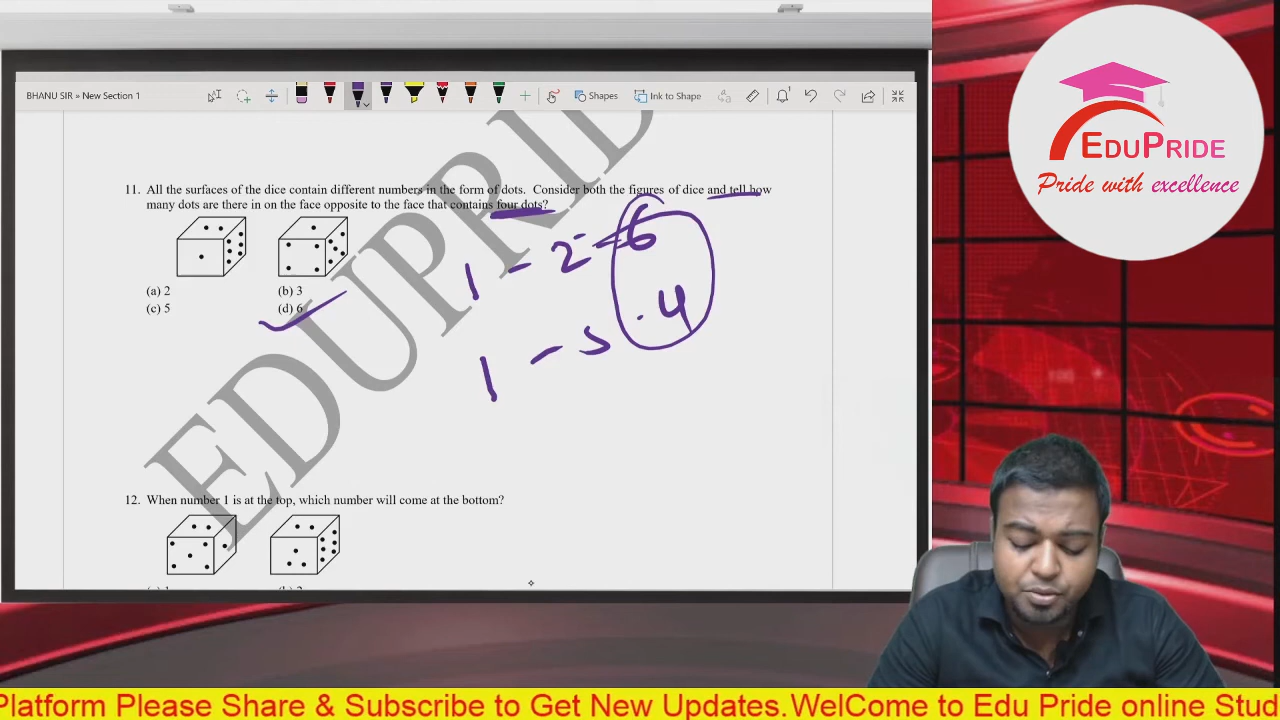 BHANU SIR » New Section 1
Shapes
Ink to Shape
EDUPRIDE
Pride with excellence
EDUPRID
11. All the surfaces of the dice contain different numbers in the form of dots. Consider both the figures of dice and tell how
many dots are there in on the face opposite to the face that contains four dots?
(a) 2 (b) 3
(c) 5 (d) 6
1 - 2 - 6
1 - 5 . 4
12. When number 1 is at the top, which number will come at the bottom?
Platform Please Share & Subscribe to Get New Updates.WelCome to Edu Pride online Stud